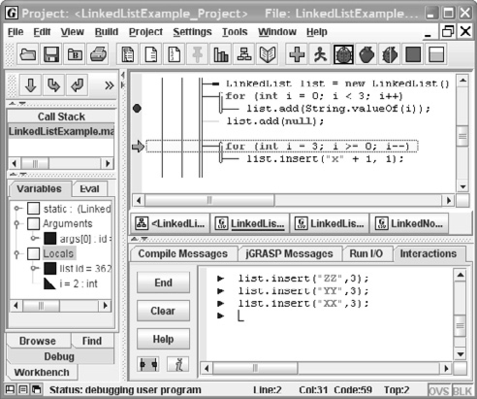 Project: <LinkedListExample_Project> File: LinkedListExample...
File Edit View Build Project Settings Tools Window Help
Call Stack
LinkedListExample.ma
Variables Eval
static : (Linked
Arguments
args[0] : id =
Locals
list id = 362
i = 2 : int
Browse Find
Debug
Workbench
LinkedList list = new LinkedList()
for (int i = 0; i < 3; i++)
list.add(String.valueOf(i));
list.add(null);
for (int i = 3; i >= 0; i--)
list.insert("X" + i, i);
<LinkedLi... LinkedLis... LinkedLis... LinkedNo...
Compile Messages jGRASP Messages Run I/O Interactions
End
Clear
Help
list.insert("ZZ",3);
list.insert("YY",3);
list.insert("XX",3);
Status: debugging user program Line:2 Col:31 Code:59 Top:2 OVS BLK